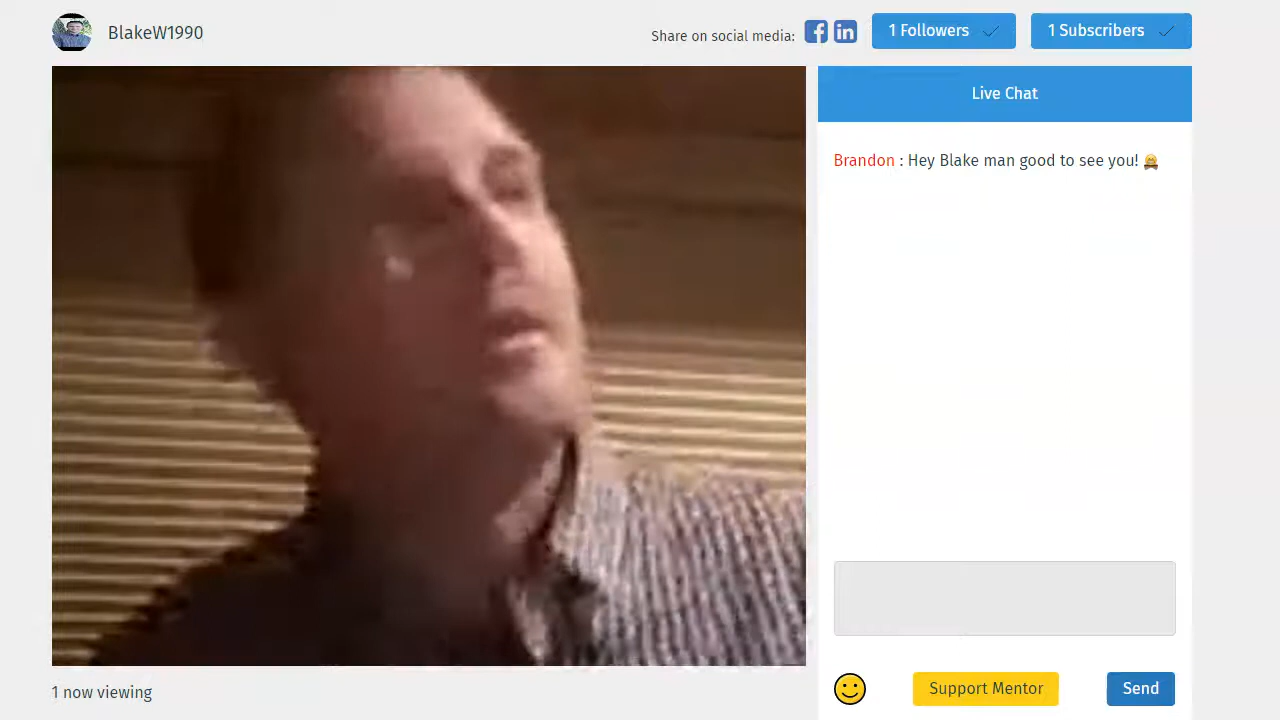 BlakeW1990
Share on social media:
1 Followers
1 Subscribers
Live Chat
Brandon : Hey Blake man good to see you!
1 now viewing
Support Mentor
Send